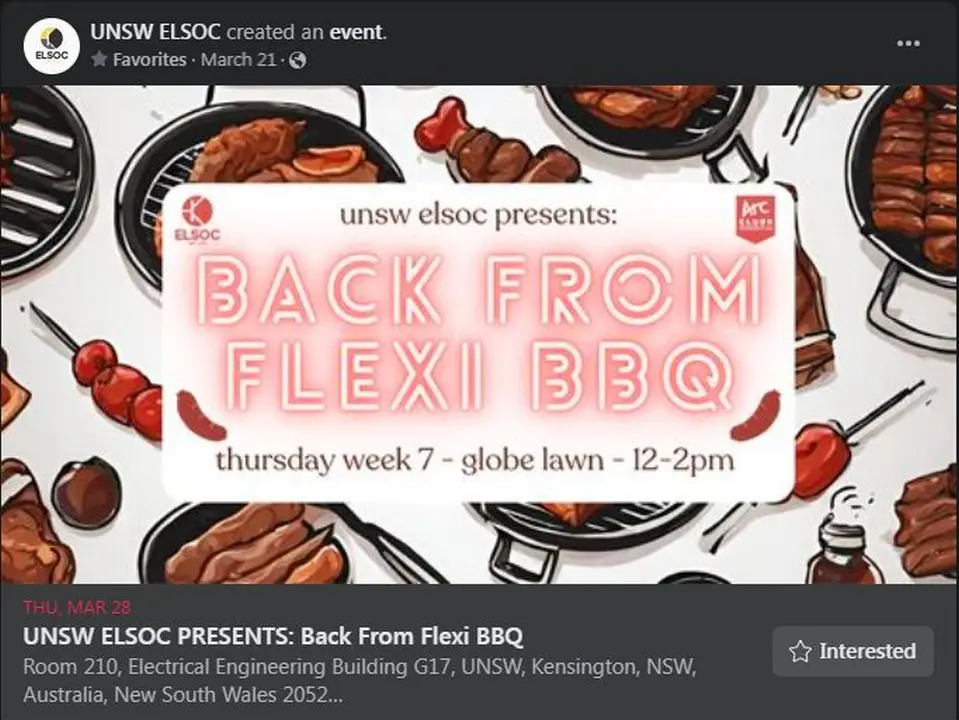 UNSW ELSOC created an event.
Favorites · March 21 ·
ELSOC
unsw elsoc presents:
ELSOC
Arc
CLUBS
BACK FROM
FLEXI BBQ
thursday week 7 - globe lawn - 12-2pm
THU, MAR 28
UNSW ELSOC PRESENTS: Back From Flexi BBQ
Room 210, Electrical Engineering Building G17, UNSW, Kensington, NSW,
Australia, New South Wales 2052...
Interested